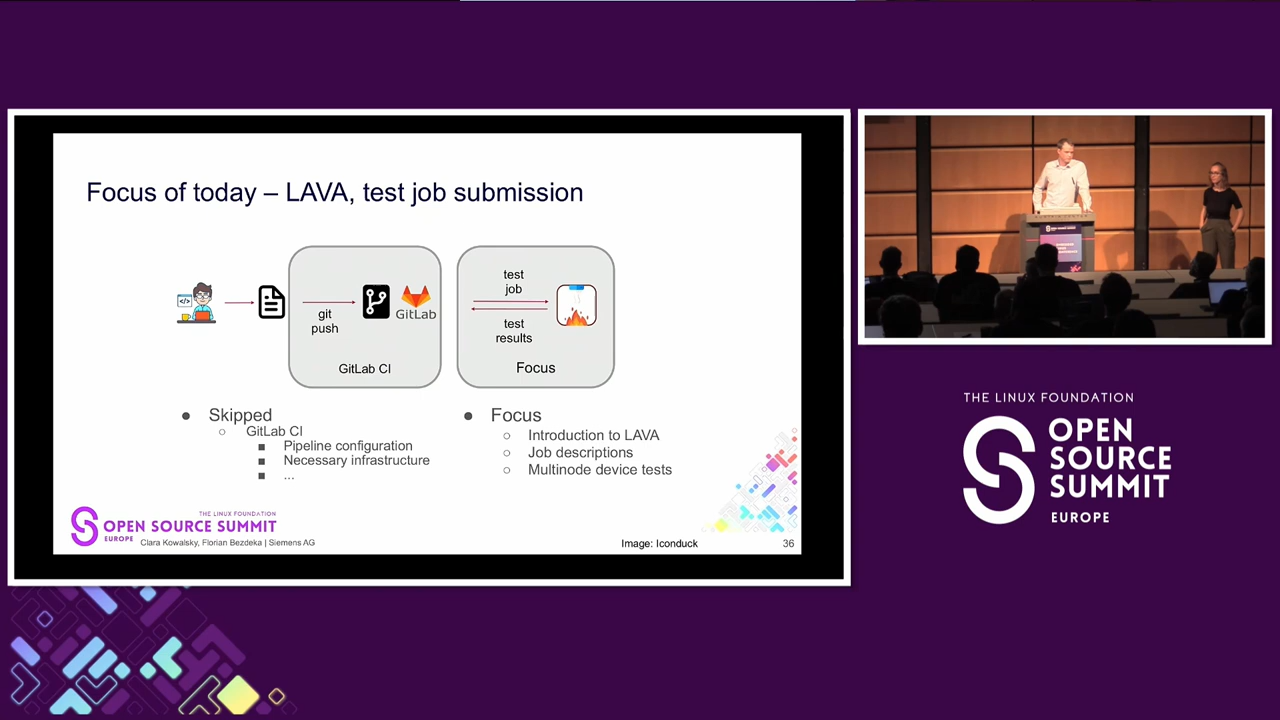 Focus of today – LAVA, test job submission
</>
git
push
GitLab
GitLab CI
test
job
test
results
Focus
● Skipped
○ GitLab CI
■ Pipeline configuration
■ Necessary infrastructure
■ ...
● Focus
○ Introduction to LAVA
○ Job descriptions
○ Multinode device tests
THE LINUX FOUNDATION
OPEN SOURCE SUMMIT
EUROPE
Clara Kowalsky, Florian Bezdeka | Siemens AG
Image: Iconduck
36
THE LINUX FOUNDATION
OPEN
SOURCE
SUMMIT
EUROPE